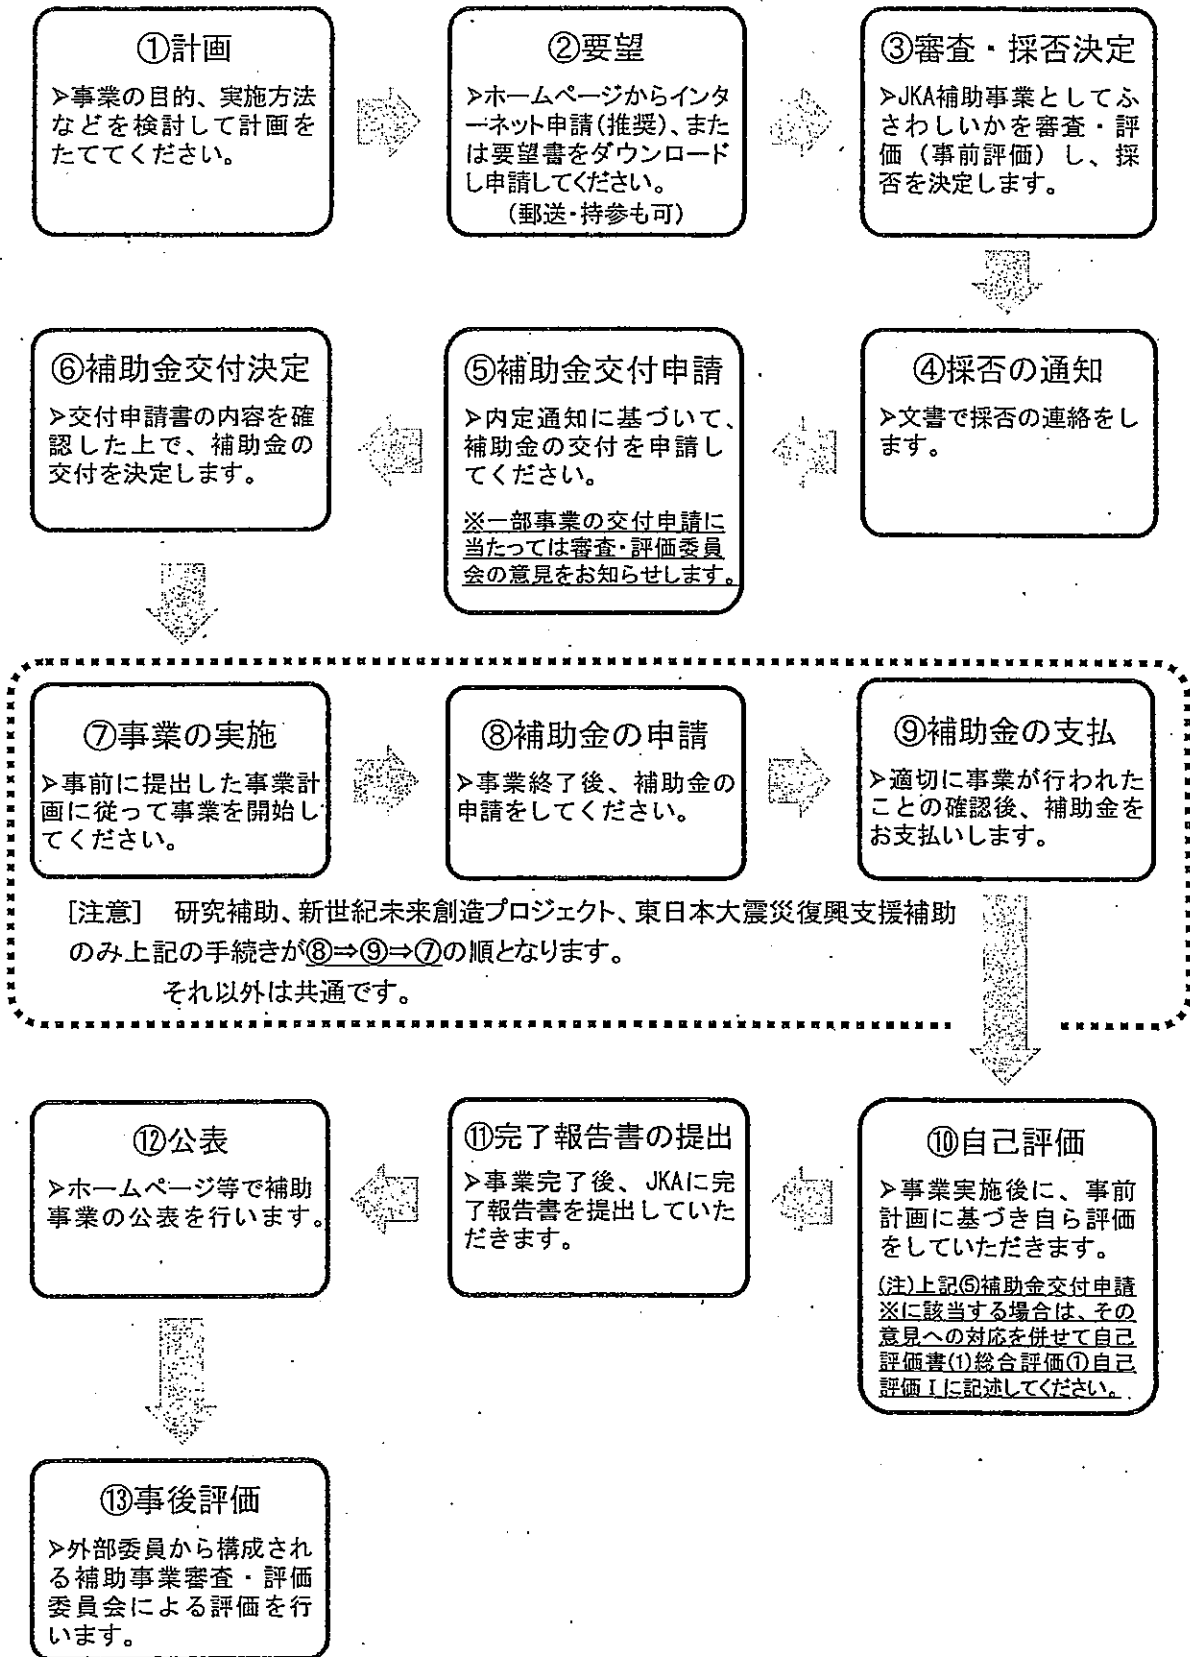 ①計画
➢事業の目的、実施方法
などを検討して計画を
たててください。
②要望
➢ホームページからインタ
ーネット申請(推奨)、また
は要望書をダウンロード
し申請してください。
(郵送・持参も可)
③審査・採否決定
➢JKA補助事業としてふ
さわしいかを審査・評
価（事前評価）し、採
否を決定します。
④採否の通知
➢文書で採否の連絡をし
ます。
⑤補助金交付申請
➢内定通知に基づいて、
補助金の交付を申請し
てください。
※一部事業の交付申請に
当たっては審査・評価委員
会の意見をお知らせします。
⑥補助金交付決定
➢交付申請書の内容を確
認した上で、補助金の
交付を決定します。
⑦事業の実施
➢事前に提出した事業計
画に従って事業を開始し
てください。
⑧補助金の申請
➢事業終了後、補助金の
申請をしてください。
⑨補助金の支払
➢適切に事業が行われた
ことの確認後、補助金を
お支払いします。
[注意]　研究補助、新世紀未来創造プロジェクト、東日本大震災復興支援補助
のみ上記の手続きが⑧⇒⑨⇒⑦の順となります。
それ以外は共通です。
⑩自己評価
➢事業実施後に、事前
計画に基づき自ら評価
をしていただきます。
(注)上記⑤補助金交付申請
※に該当する場合は、その
意見への対応を併せて自己
評価書(1)総合評価①自己
評価Ⅰに記述してください。
⑪完了報告書の提出
➢事業完了後、JKAに完
了報告書を提出していた
だきます。
⑫公表
➢ホームページ等で補助
事業の公表を行います。
⑬事後評価
➢外部委員から構成され
る補助事業審査・評価
委員会による評価を行
います。